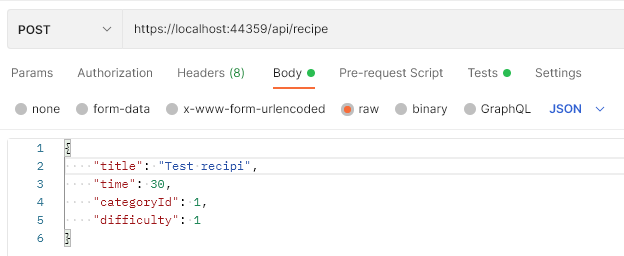 POST https://localhost:44359/api/recipe
Params Authorization Headers (8) Body Pre-request Script Tests Settings
none form-data x-www-form-urlencoded raw binary GraphQL JSON
1 {
2 "title": "Test recipi",
3 "time": 30,
4 "categoryId": 1,
5 "difficulty": 1
6 }